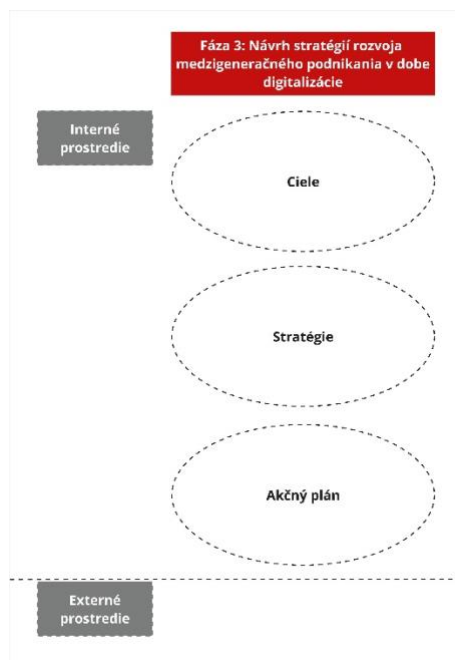 Fáza 3: Návrh stratégií rozvoja
medzigeneračného podnikania v dobe
digitalizácie
Interné
prostredie
Ciele
Stratégie
Akčný plán
Externé
prostredie